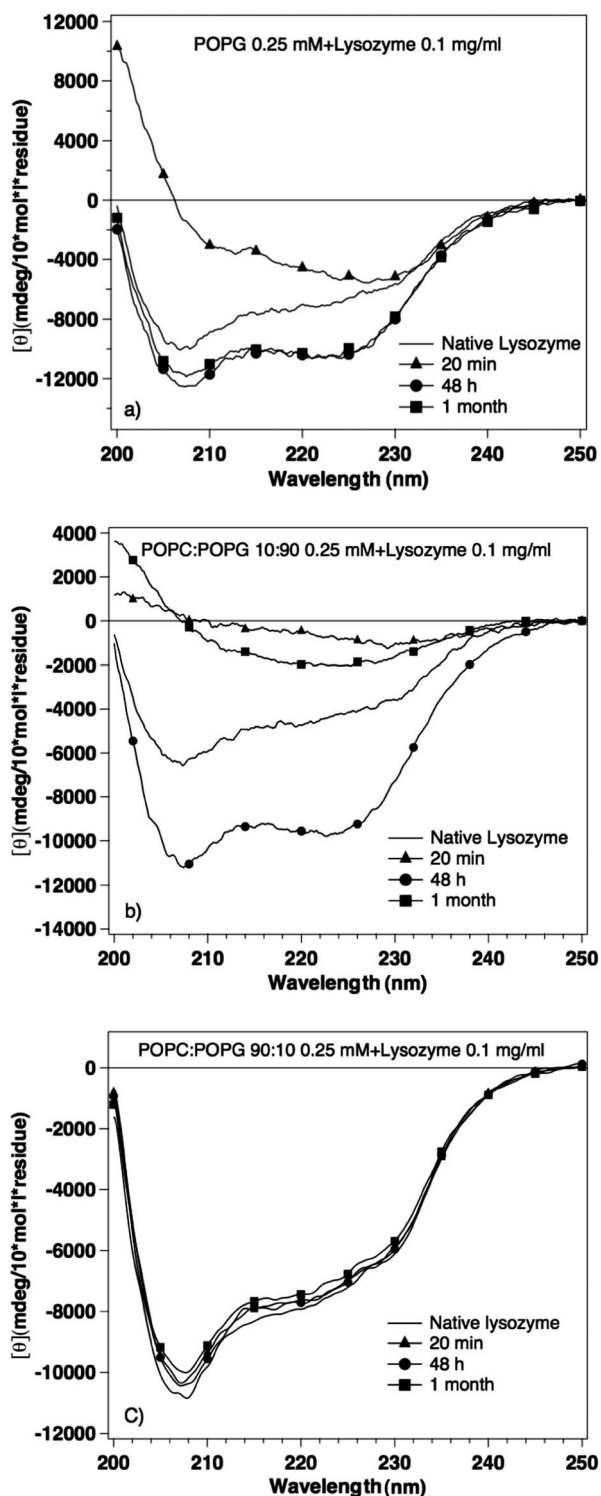 POPG 0.25 mM+Lysozyme 0.1 mg/ml
12000
8000
4000
0
-4000
-8000
-12000
[θ](mdeg/10*mol*l*residue)
Native Lysozyme
20 min
48 h
1 month
a)
200 210 220 230 240 250
Wavelength (nm)
POPC:POPG 10:90 0.25 mM+Lysozyme 0.1 mg/ml
4000
2000
0
-2000
-4000
-6000
-8000
-10000
-12000
-14000
[θ](mdeg/10*mol*l*residue)
Native Lysozyme
20 min
48 h
1 month
b)
200 210 220 230 240 250
Wavelength (nm)
POPC:POPG 90:10 0.25 mM+Lysozyme 0.1 mg/ml
0
-2000
-4000
-6000
-8000
-10000
-12000
[θ](mdeg/10*mol*l*residue)
Native lysozyme
20 min
48 h
1 month
C)
200 210 220 230 240 250
Wavelength (nm)